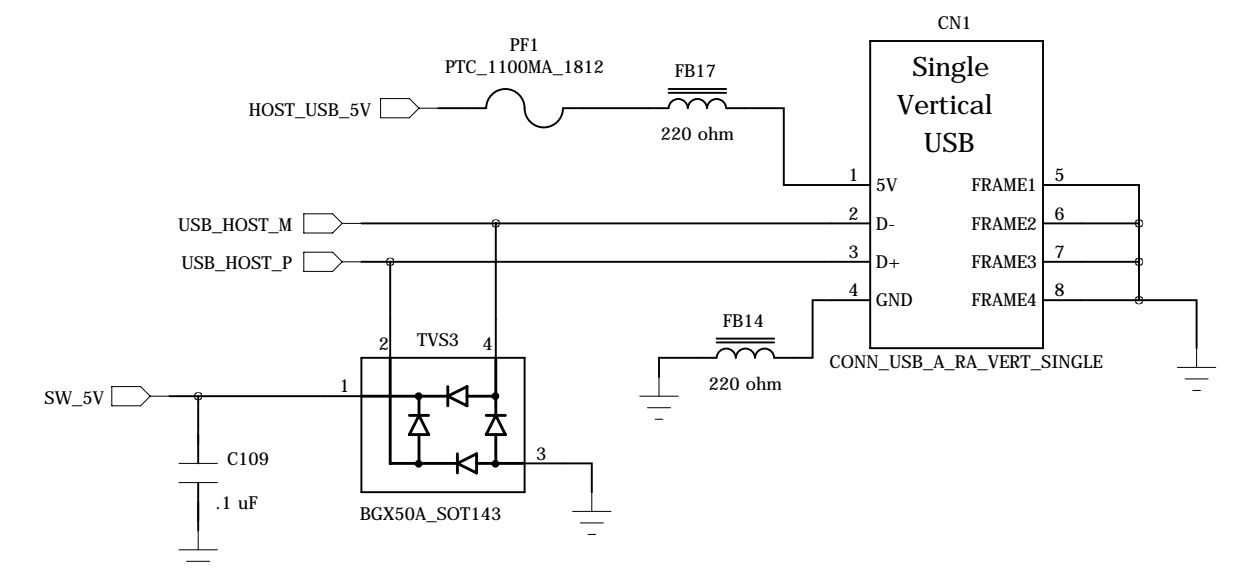 CN1
PF1
PTC_1100MA_1812
FB17
Single
Vertical
USB
HOST_USB_5V
220 ohm
1
5V
FRAME1
5
USB_HOST_M
2
D-
FRAME2
6
USB_HOST_P
3
D+
FRAME3
7
4
GND
FRAME4
8
FB14
2
TVS3
4
CONN_USB_A_RA_VERT_SINGLE
220 ohm
SW_5V
1
C109
3
.1 uF
BGX50A_SOT143